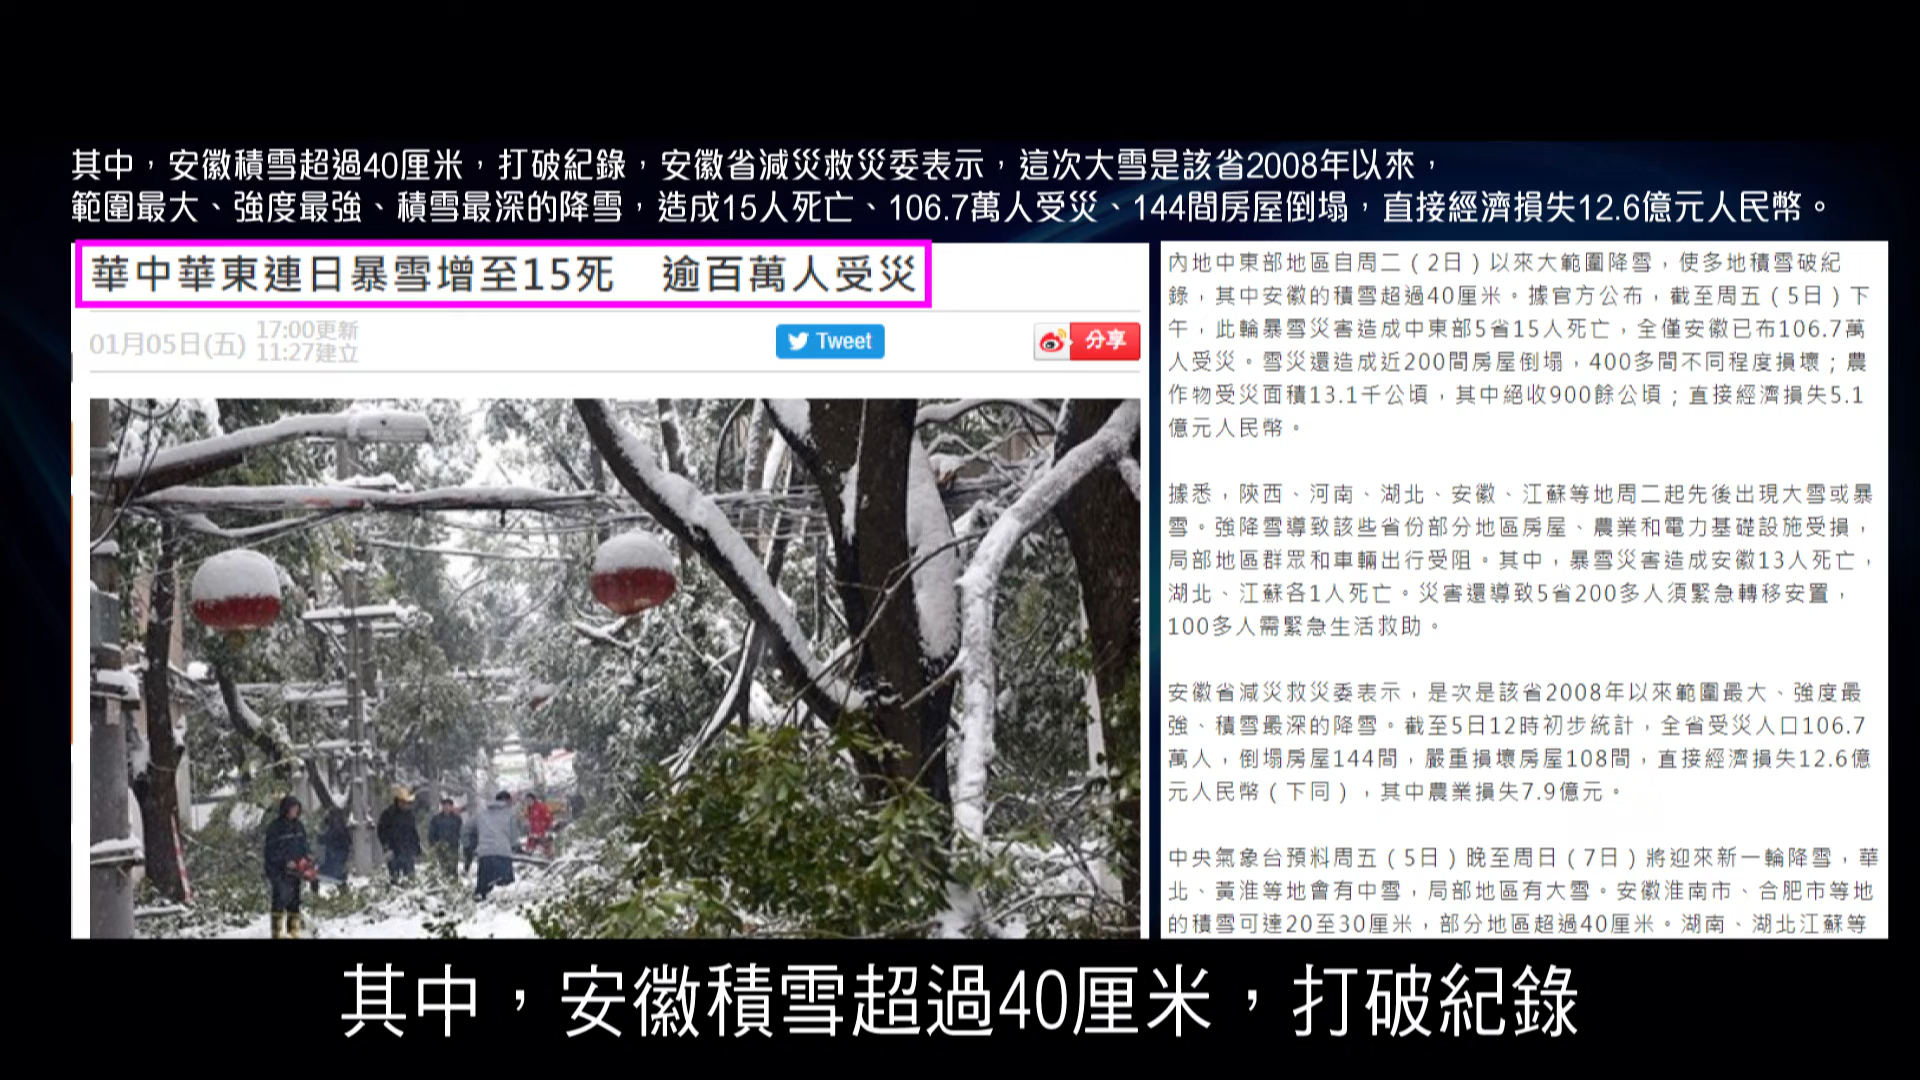 其中，安徽積雪超過40厘米，打破紀錄，安徽省減災救災委表示，這次大雪是該省2008年以來，
範圍最大、強度最強、積雪最深的降雪，造成15人死亡、106.7萬人受災、144間房屋倒塌，直接經濟損失12.6億元人民幣。
華中華東連日暴雪增至15死　逾百萬人受災
01月05日(五)
17:00更新
11:27建立
Tweet
分享
內地中東部地區自周二（2日）以來大範圍降雪，使多地積雪破紀
錄，其中安徽的積雪超過40厘米。據官方公布，截至周五（5日）下
午，此輪暴雪災害造成中東部5省15人死亡，全僅安徽已布106.7萬
人受災。雪災還造成近200間房屋倒塌，400多間不同程度損壞；農
作物受災面積13.1千公頃，其中絕收900餘公頃；直接經濟損失5.1
億元人民幣。
據悉，陝西、河南、湖北、安徽、江蘇等地周二起先後出現大雪或暴
雪。強降雪導致該些省份部分地區房屋、農業和電力基礎設施受損，
局部地區群眾和車輛出行受阻。其中，暴雪災害造成安徽13人死亡，
湖北、江蘇各1人死亡。災害還導致5省200多人須緊急轉移安置，
100多人需緊急生活救助。
安徽省減災救災委表示，是次是該省2008年以來範圍最大、強度最
強、積雪最深的降雪。截至5日12時初步統計，全省受災人口106.7
萬人，倒塌房屋144間，嚴重損壞房屋108間，直接經濟損失12.6億
元人民幣（下同），其中農業損失7.9億元。
中央氣象台預料周五（5日）晚至周日（7日）將迎來新一輪降雪，華
北、黃淮等地會有中雪，局部地區有大雪。安徽淮南市、合肥市等地
的積雪可達20至30厘米，部分地區超過40厘米。湖南、湖北江蘇等
其中，安徽積雪超過40厘米，打破紀錄